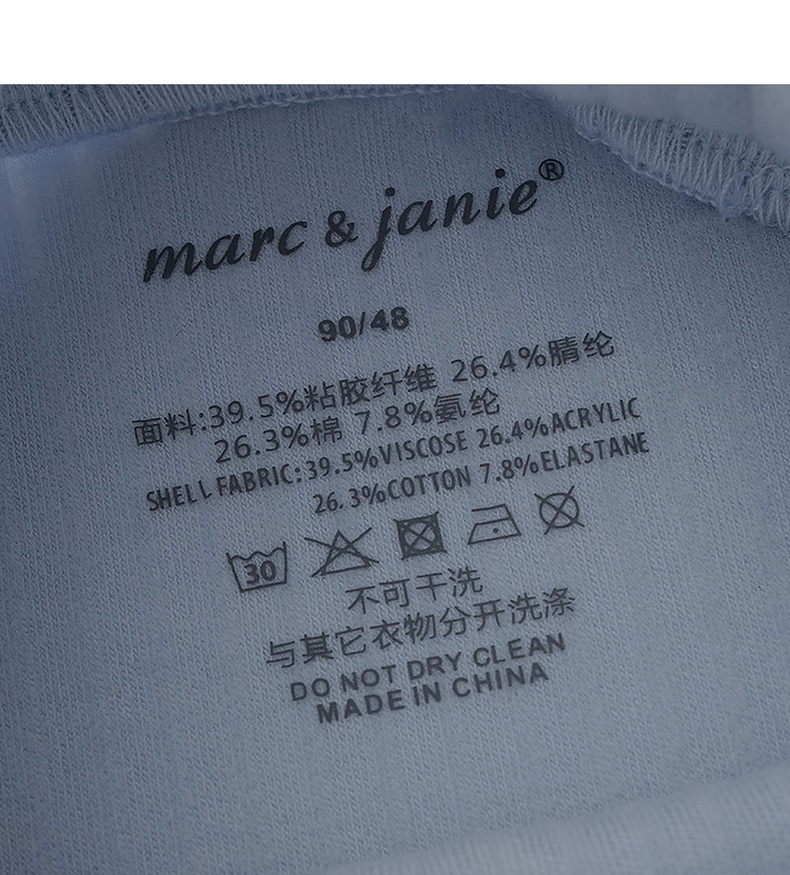 marc & janie®
90/48
面料:39.5%粘胶纤维 26.4%腈纶
26.3%棉 7.8%氨纶
SHELL FABRIC:39.5%VISCOSE 26.4%ACRYLIC
26.3%COTTON 7.8%ELASTANE
30
不可干洗
与其它衣物分开洗涤
DO NOT DRY CLEAN
MADE IN CHINA